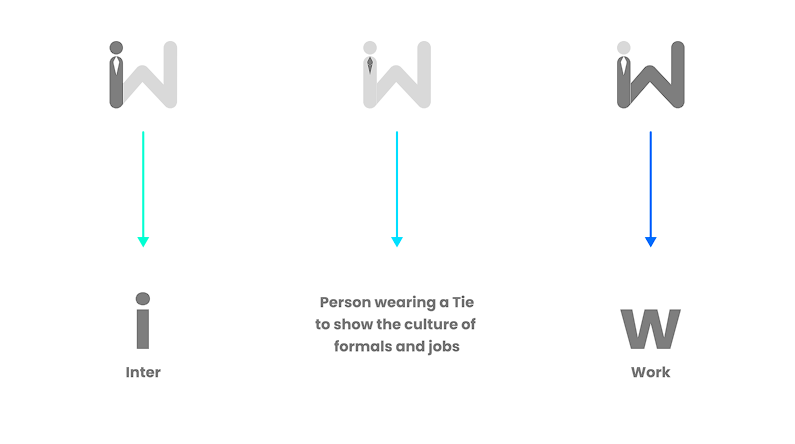 i
Inter
Person wearing a Tie
to show the culture of
formals and jobs
w
Work